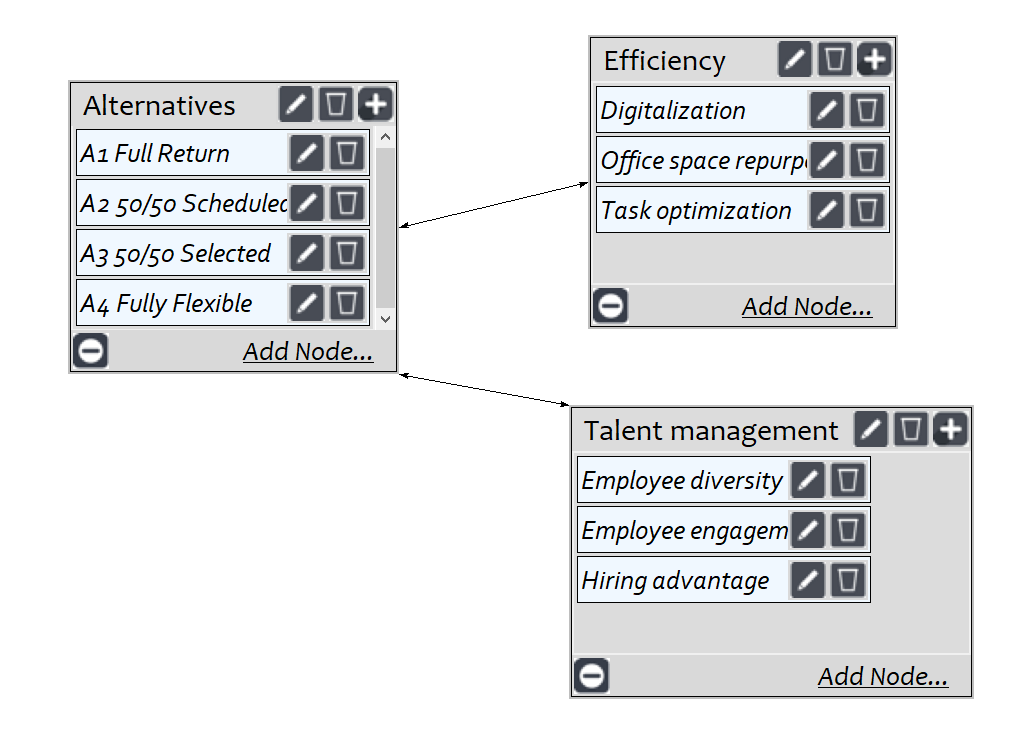 Alternatives
A1 Full Return
A2 50/50 Scheduled
A3 50/50 Selected
A4 Fully Flexible
Add Node...
Efficiency
Digitalization
Office space repurp
Task optimization
Add Node...
Talent management
Employee diversity
Employee engagem
Hiring advantage
Add Node...